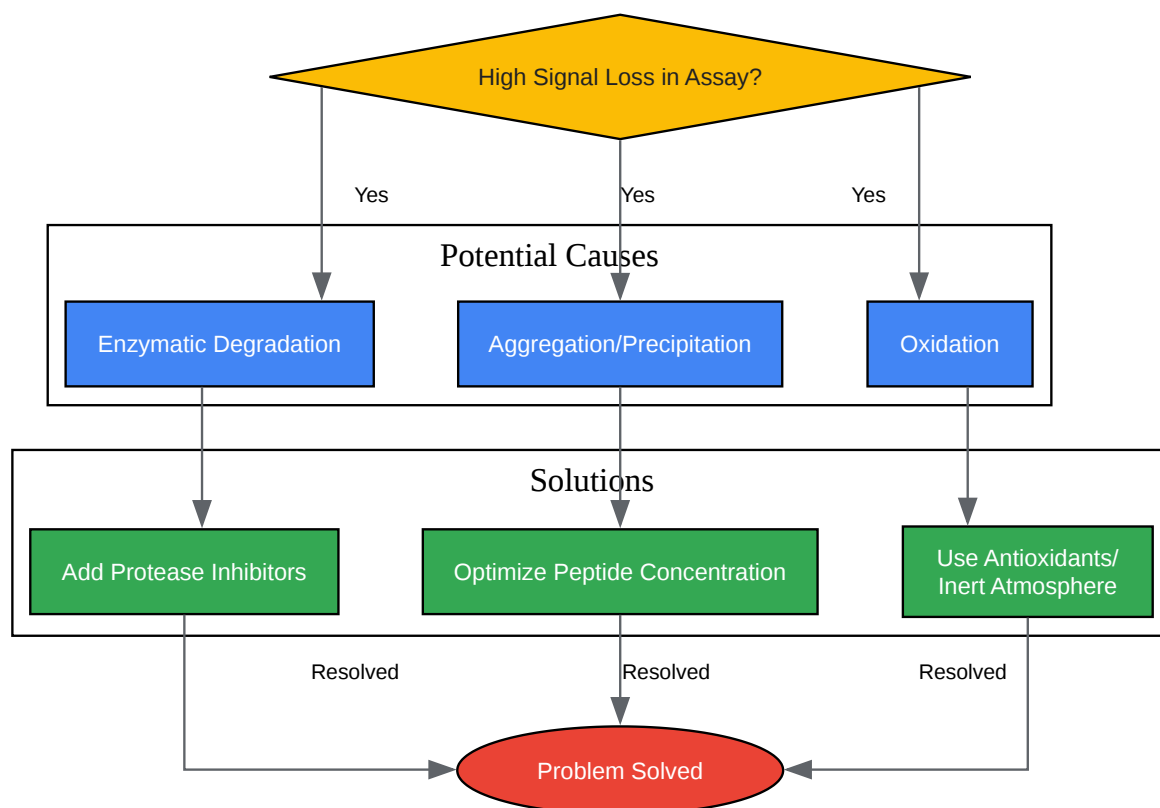 High Signal Loss in Assay?
Yes
Yes
Yes
Potential Causes
Enzymatic Degradation
Aggregation/Precipitation
Oxidation
Solutions
Add Protease Inhibitors
Optimize Peptide Concentration
Use Antioxidants/
Inert Atmosphere
Resolved
Resolved
Resolved
Problem Solved